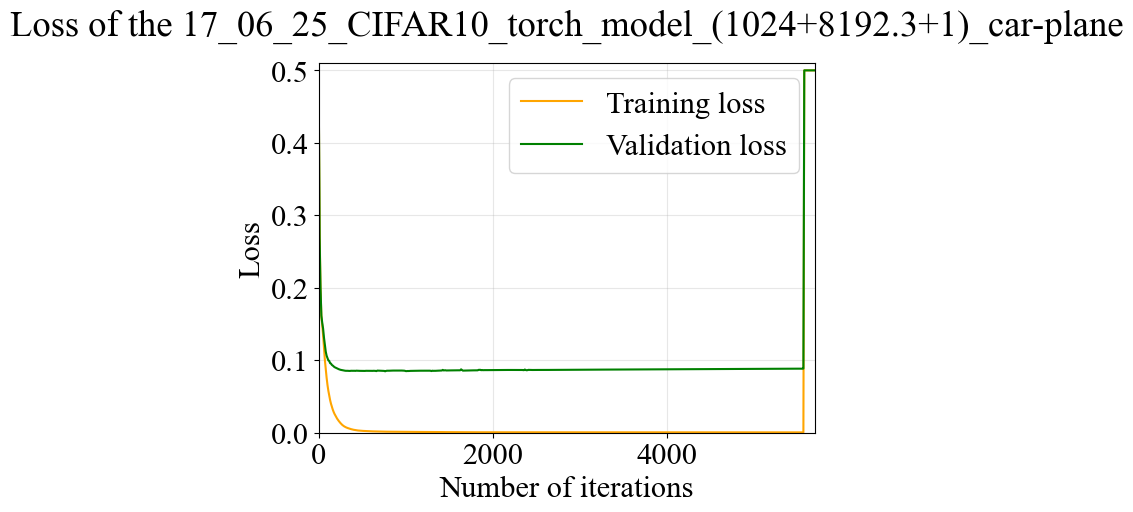 Loss of the 17_06_25_CIFAR10_torch_model_(1024+8192.3+1)_car-plane
0.5
0.4
0.3
0.2
0.1
0.0
Loss
Training loss
Validation loss
0
2000
4000
Number of iterations